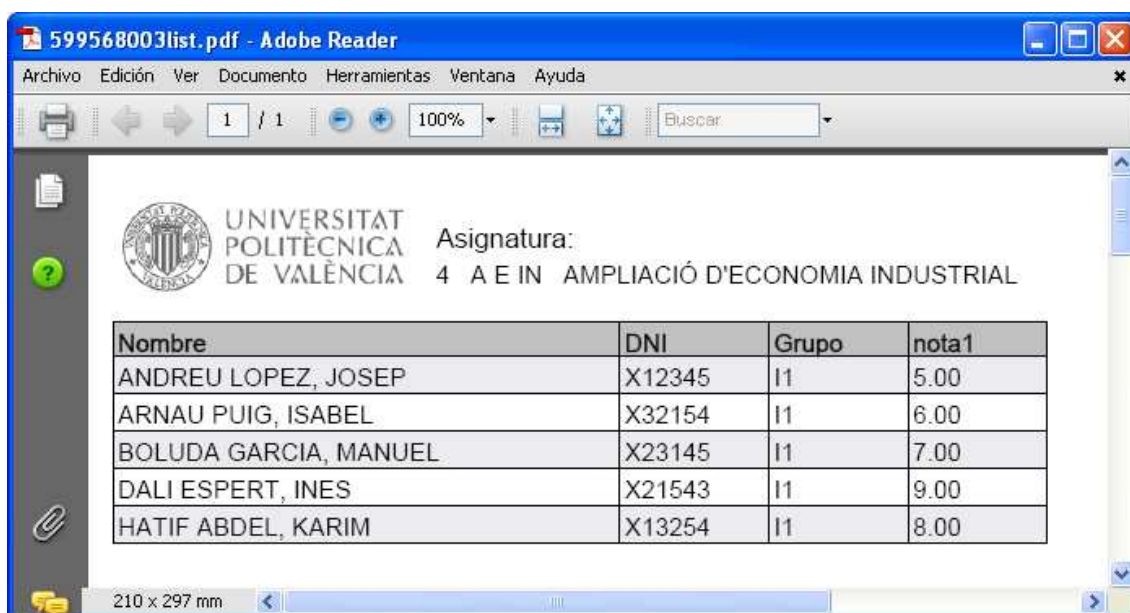 599568003list.pdf - Adobe Reader
Archivo Edición Ver Documento Herramientas Ventana Ayuda
1 / 1 100% Buscar
UNIVERSITAT
POLITÈCNICA
DE VALÈNCIA
Asignatura:
4 A E IN AMPLIACIÓ D'ECONOMIA INDUSTRIAL
Nombre DNI Grupo nota1
ANDREU LOPEZ, JOSEP X12345 I1 5.00
ARNAU PUIG, ISABEL X32154 I1 6.00
BOLUDA GARCIA, MANUEL X23145 I1 7.00
DALI ESPERT, INES X21543 I1 9.00
HATIF ABDEL, KARIM X13254 I1 8.00
210 x 297 mm